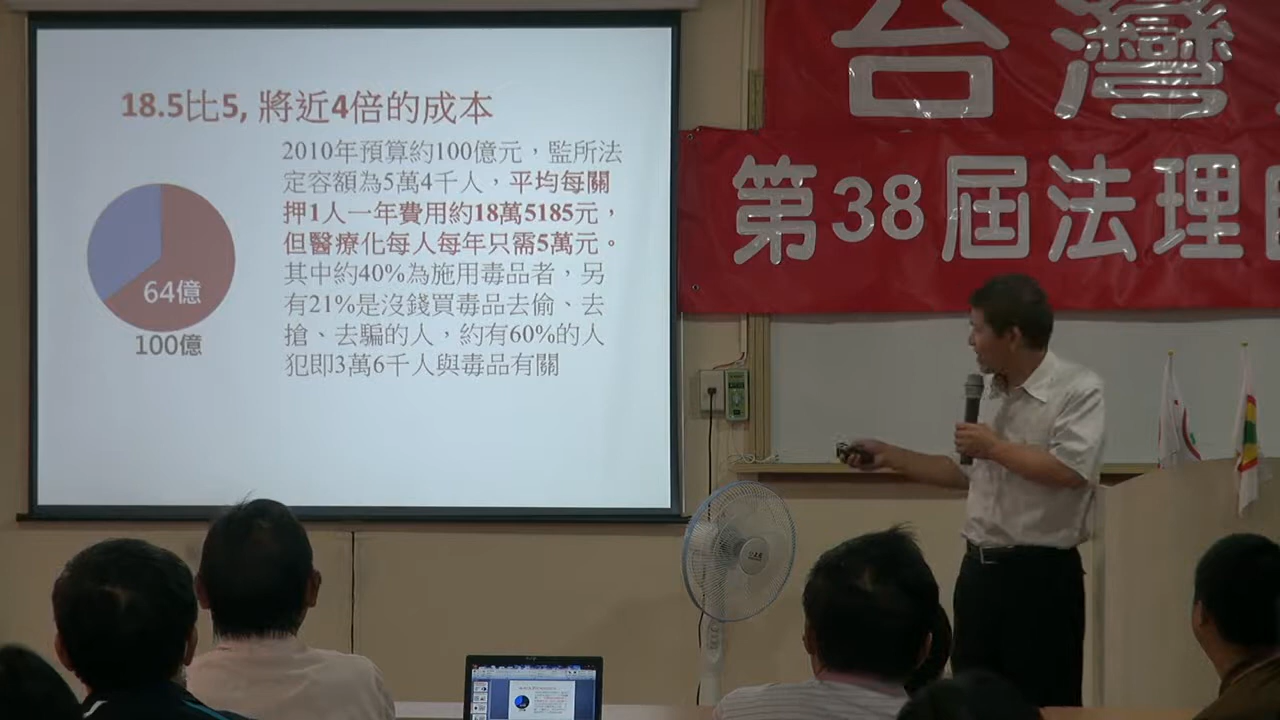 18.5比5, 將近4倍的成本
2010年預算約100億元，監所法
定容額為5萬4千人，平均每關
押1人一年費用約18萬5185元，
但醫療化每人每年只需5萬元。
其中約40%為施用毒品者，另
有21%是沒錢買毒品去偷、去
搶、去騙的人，約有60%的人
犯即3萬6千人與毒品有關
64億
100億
台灣
第38屆法理